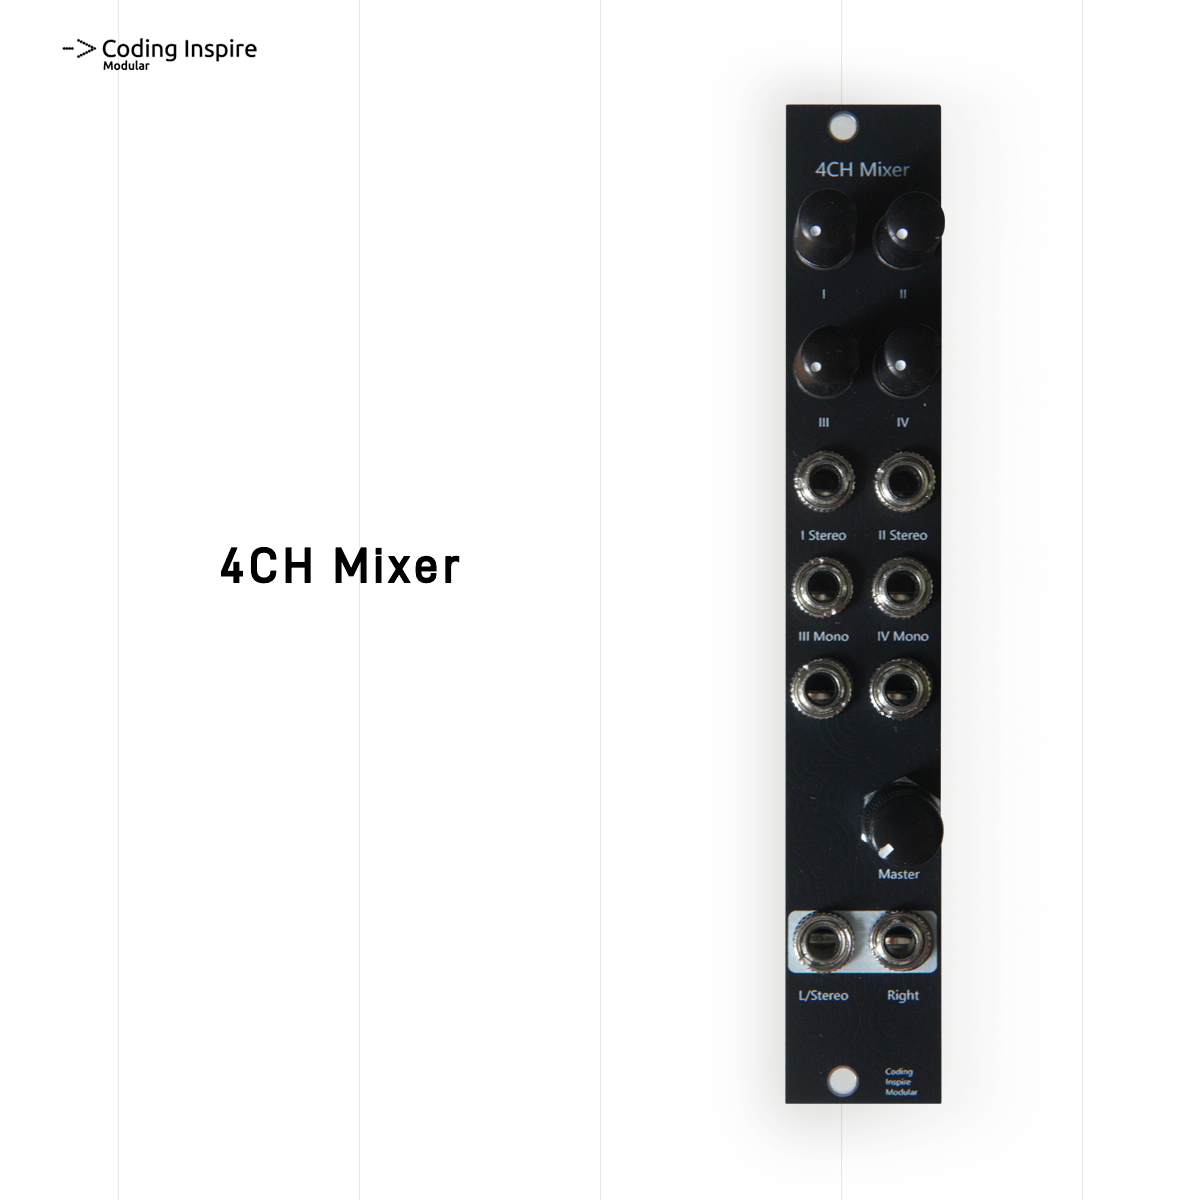 Coding Inspire
Modular
4CH Mixer
4CH Mixer
I II
III IV
I Stereo II Stereo
III Mono IV Mono
Master
L/Stereo Right
Coding
Inspire
Modular